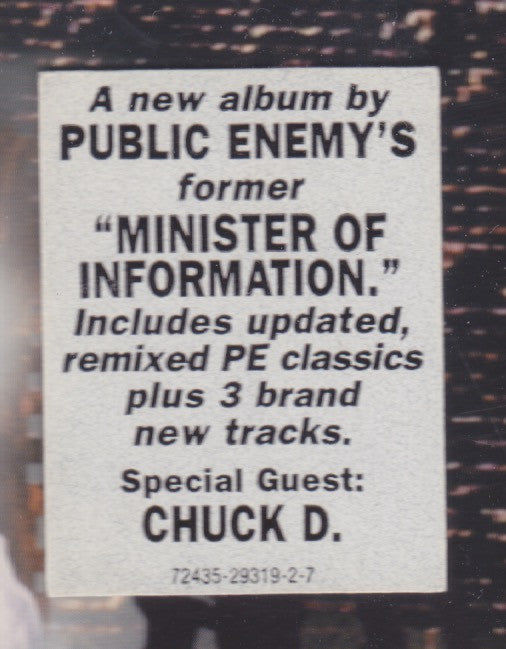 A new album by
PUBLIC ENEMY'S
former
“MINISTER OF
INFORMATION.”
Includes updated,
remixed PE classics
plus 3 brand
new tracks.
Special Guest:
CHUCK D.
72435-29319-2-7